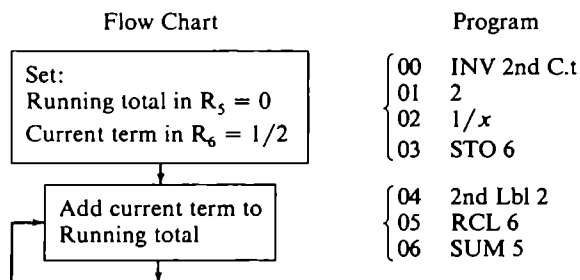 Flow Chart
Set:
Running total in R₅ = 0
Current term in R₆ = 1/2
Add current term to
Running total
Program
00 INV 2nd C.t
01 2
02 1/x
03 STO 6
04 2nd Lbl 2
05 RCL 6
06 SUM 5